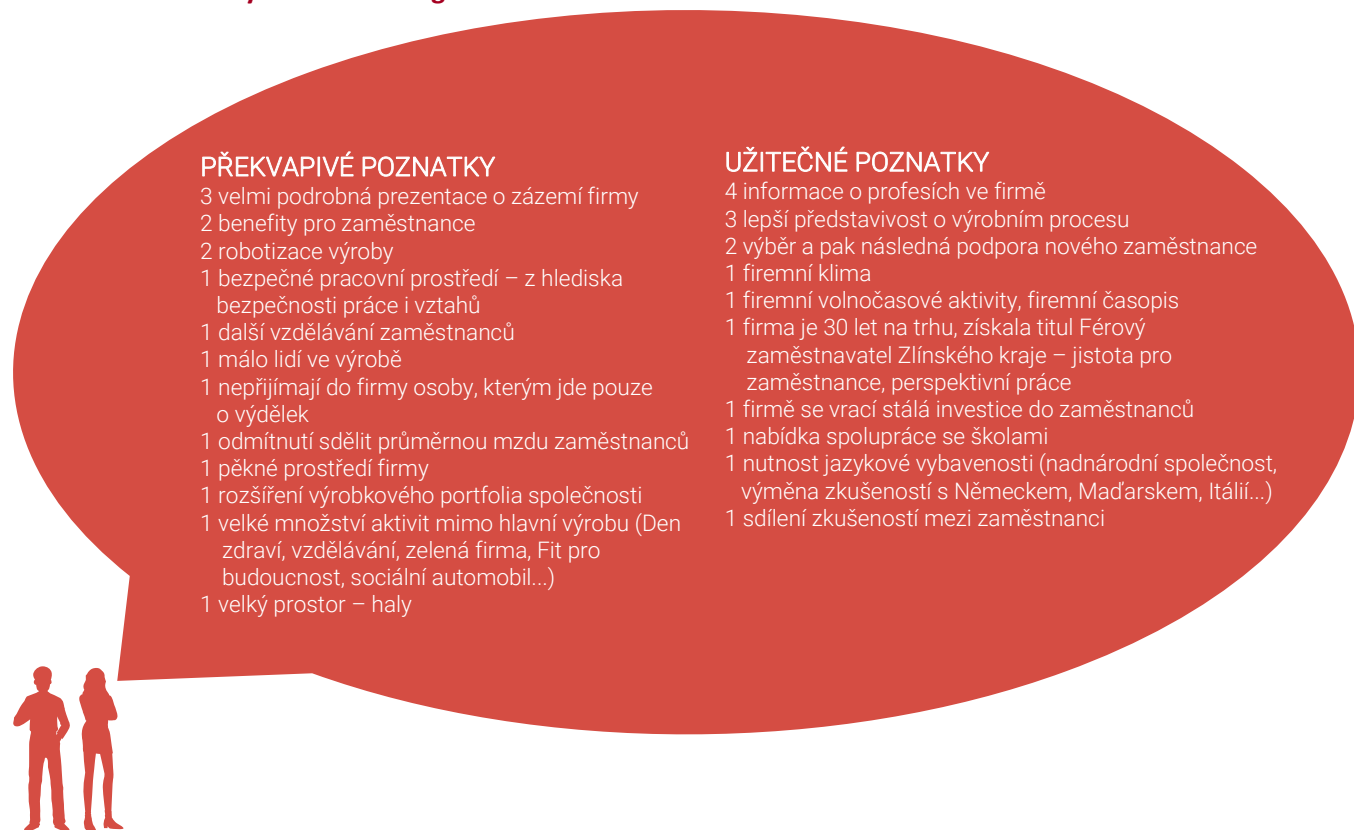 PŘEKVAPIVÉ POZNATKY
3 velmi podrobná prezentace o zázemí firmy
2 benefity pro zaměstnance
2 robotizace výroby
1 bezpečné pracovní prostředí – z hlediska
bezpečnosti práce i vztahů
1 další vzdělávání zaměstnanců
1 málo lidí ve výrobě
1 nepřijímají do firmy osoby, kterým jde pouze
o výdělek
1 odmítnutí sdělit průměrnou mzdu zaměstnanců
1 pěkné prostředí firmy
1 rozšíření výrobkového portfolia společnosti
1 velké množství aktivit mimo hlavní výrobu (Den
zdraví, vzdělávání, zelená firma, Fit pro
budoucnost, sociální automobil...)
1 velký prostor – haly
UŽITEČNÉ POZNATKY
4 informace o profesích ve firmě
3 lepší představivost o výrobním procesu
2 výběr a pak následná podpora nového zaměstnance
1 firemní klima
1 firemní volnočasové aktivity, firemní časopis
1 firma je 30 let na trhu, získala titul Férový
zaměstnavatel Zlínského kraje – jistota pro
zaměstnance, perspektivní práce
1 firmě se vrací stálá investice do zaměstnanců
1 nabídka spolupráce se školami
1 nutnost jazykové vybavenosti (nadnárodní společnost,
výměna zkušeností s Německem, Maďarskem, Itálií...)
1 sdílení zkušeností mezi zaměstnanci